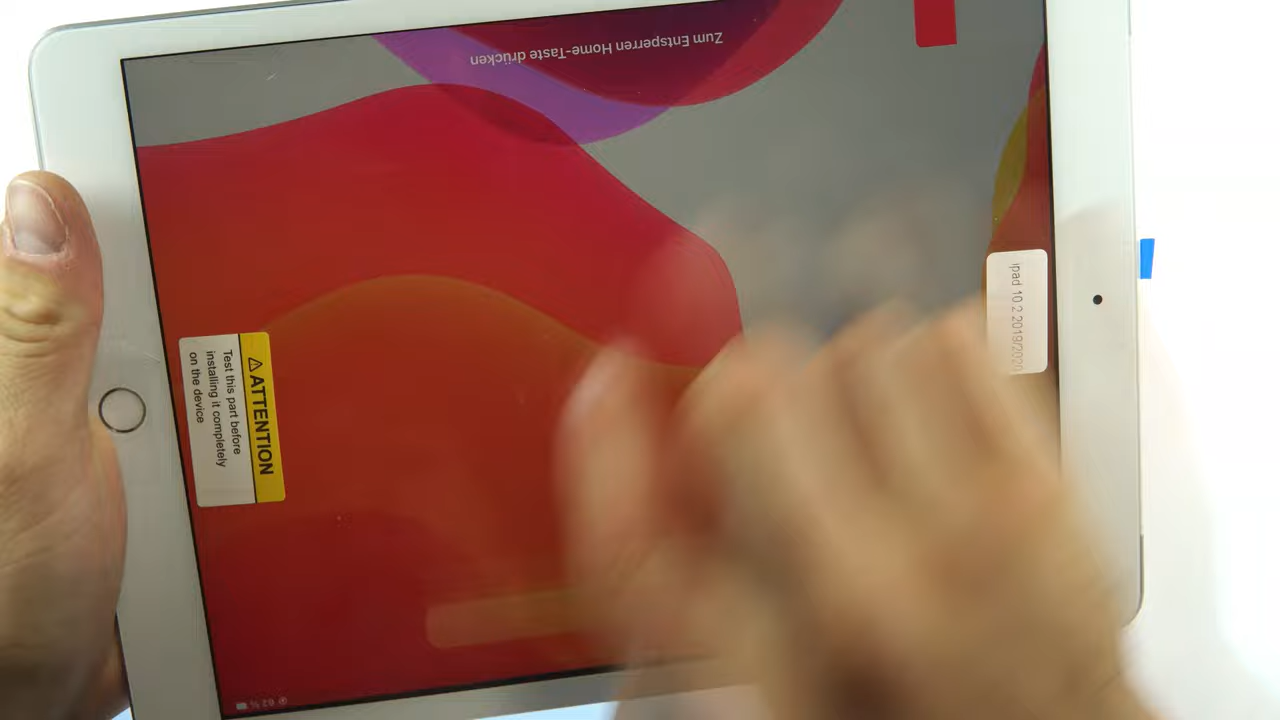 Zum Entsperren Home-Taste drücken
ipad 10 2 2019/2020
⚠ATTENTION
Test this part before
installing it completely
on the device
62 %